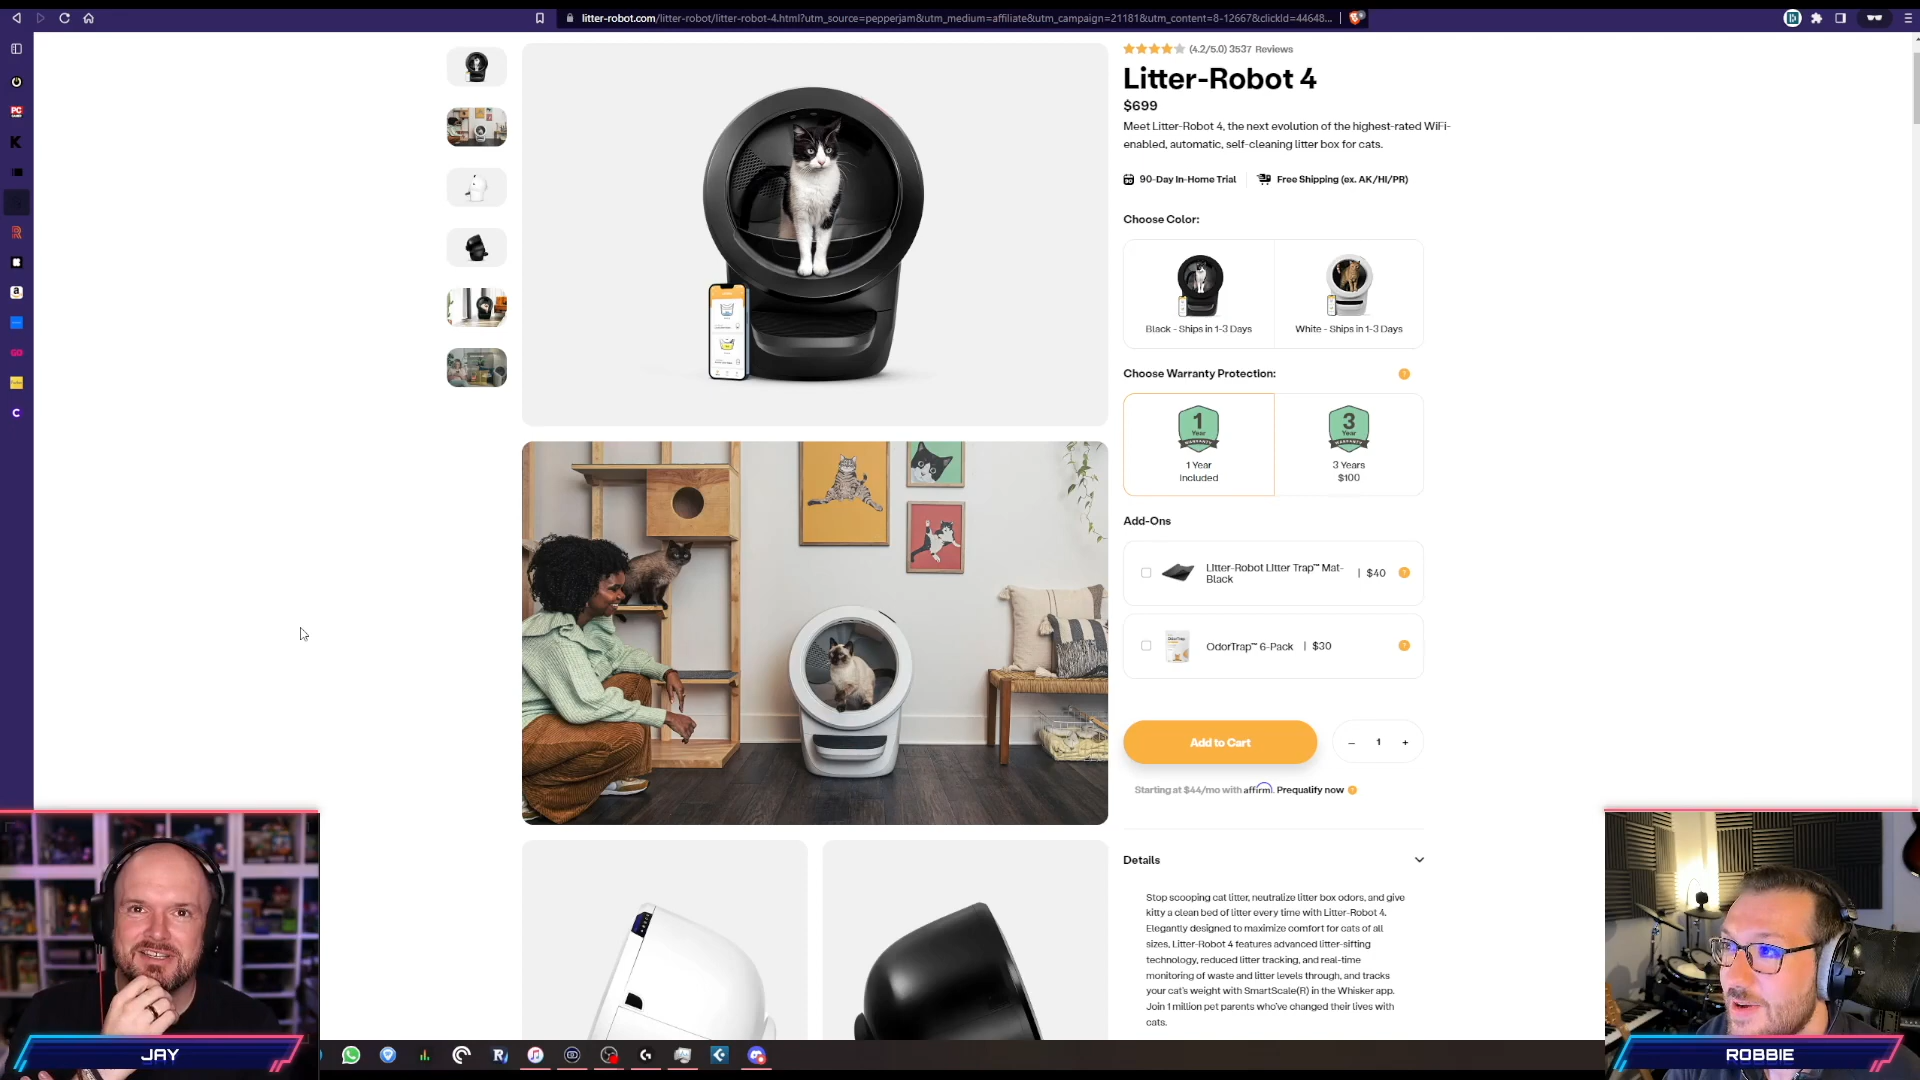 litter-robot.com/litter-robot/litter-robot-4.html?utm_source=pepperjam&utm_medium=affiliate&utm_campaign=21181&utm_content=8-12667&clickId=44648...
(4.2/5.0) 3537 Reviews
Litter-Robot 4
$699
Meet Litter-Robot 4, the next evolution of the highest-rated WiFi-
enabled, automatic, self-cleaning litter box for cats.
90-Day In-Home Trial
Free Shipping (ex. AK/HI/PR)
Choose Color:
Black - Ships in 1-3 Days
White - Ships in 1-3 Days
Choose Warranty Protection:
1
Year
WARRANTY
1 Year
Included
3
Year
WARRANTY
3 Years
$100
Add-Ons
Litter-Robot Litter Trap™ Mat-
Black
| $40
OdorTrap™ 6-Pack | $30
Add to Cart
– 1 +
Starting at $44/mo with affirm. Prequalify now
Details
Stop scooping cat litter, neutralize litter box odors, and give
kitty a clean bed of litter every time with Litter-Robot 4.
Elegantly designed to maximize comfort for cats of all
sizes, Litter-Robot 4 features advanced litter-sifting
technology, reduced litter tracking, and real-time
monitoring of waste and litter levels through, and tracks
your cat's weight with SmartScale(R) in the Whisker app.
Join 1 million pet parents who've changed their lives with
cats.
JAY
ROBBIE